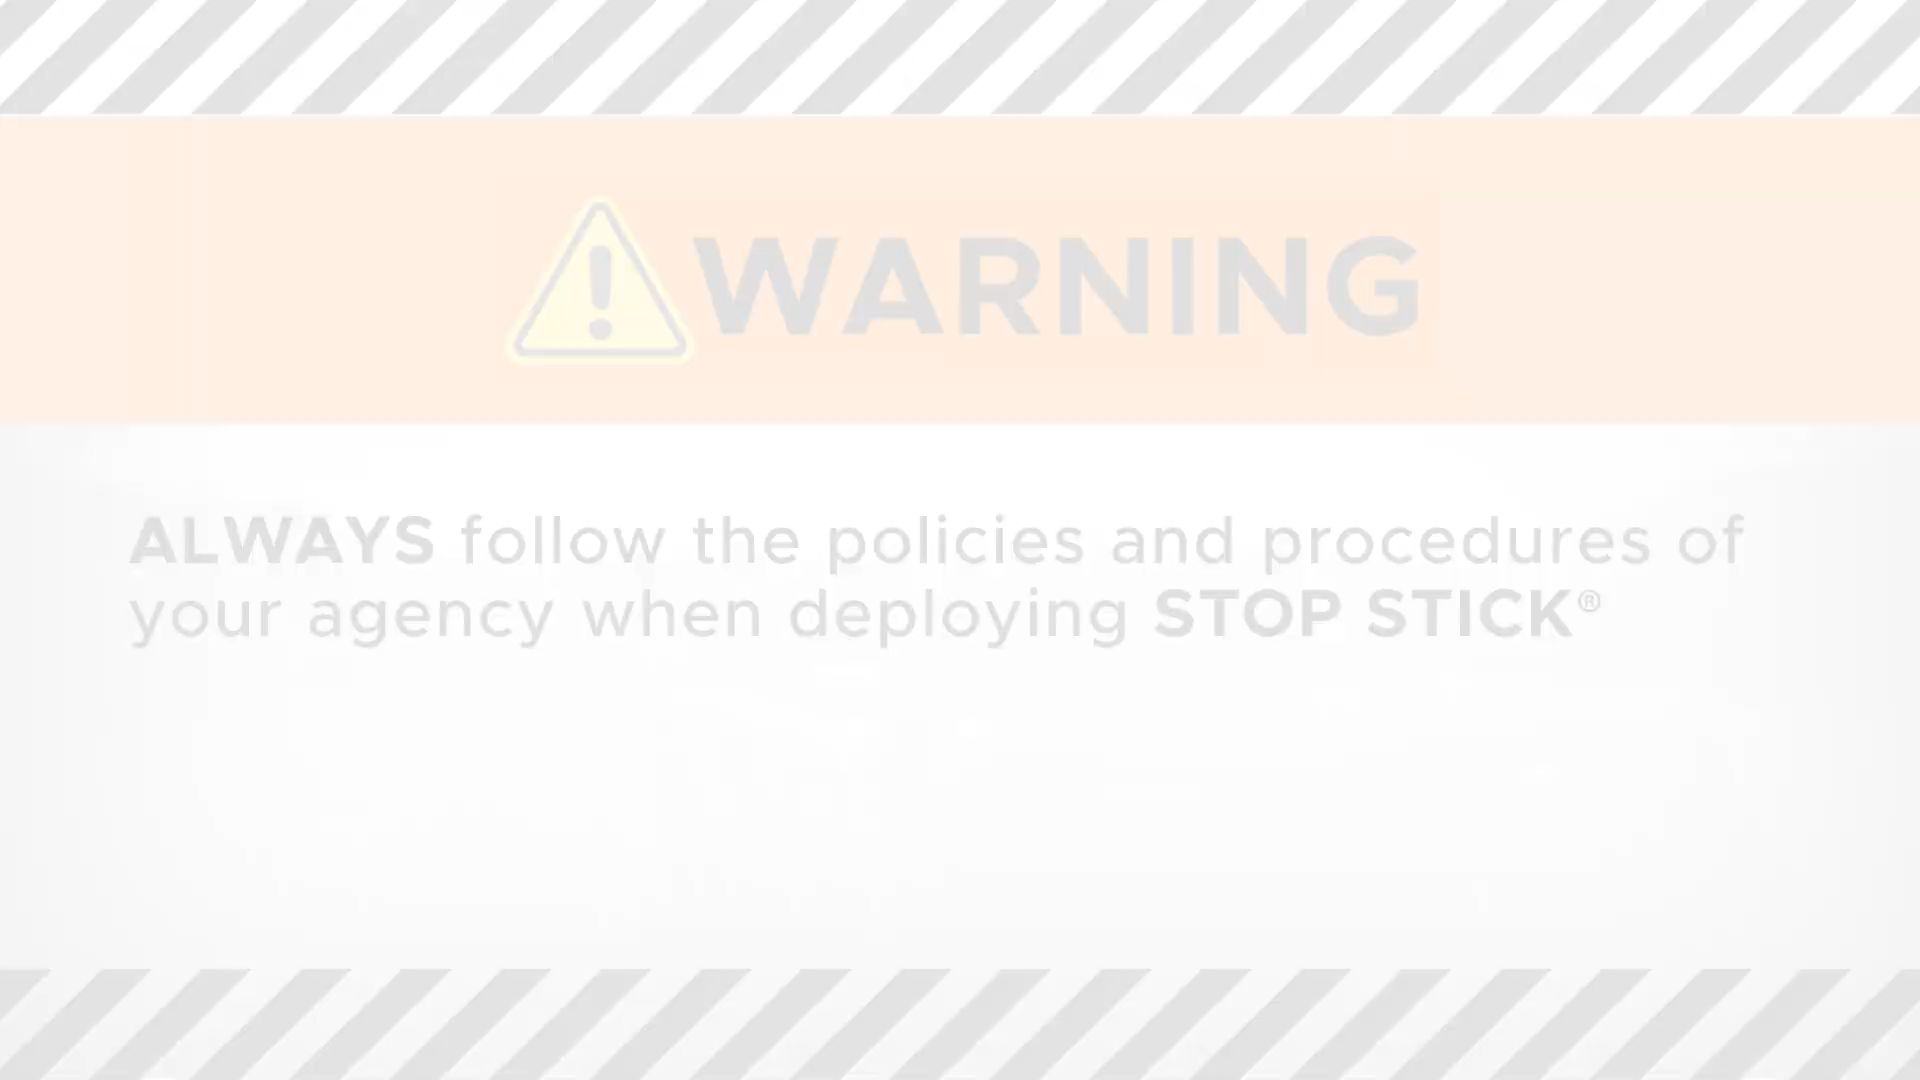 WARNING
ALWAYS follow the policies and procedures of
your agency when deploying STOP STICK®